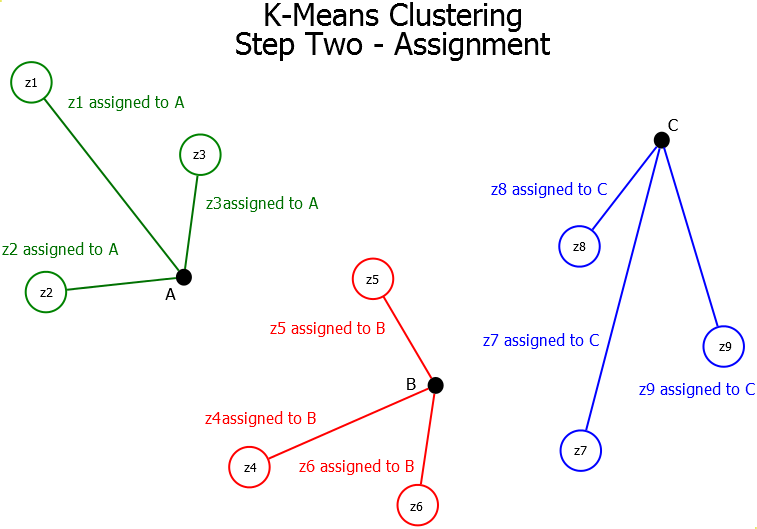 K-Means Clustering
Step Two - Assignment
z1
z1 assigned to A
z3
z3assigned to A
z2 assigned to A
z2
A
C
z8 assigned to C
z8
z7 assigned to C
z9
z9 assigned to C
z7
z5
z5 assigned to B
B
z4assigned to B
z4
z6 assigned to B
z6